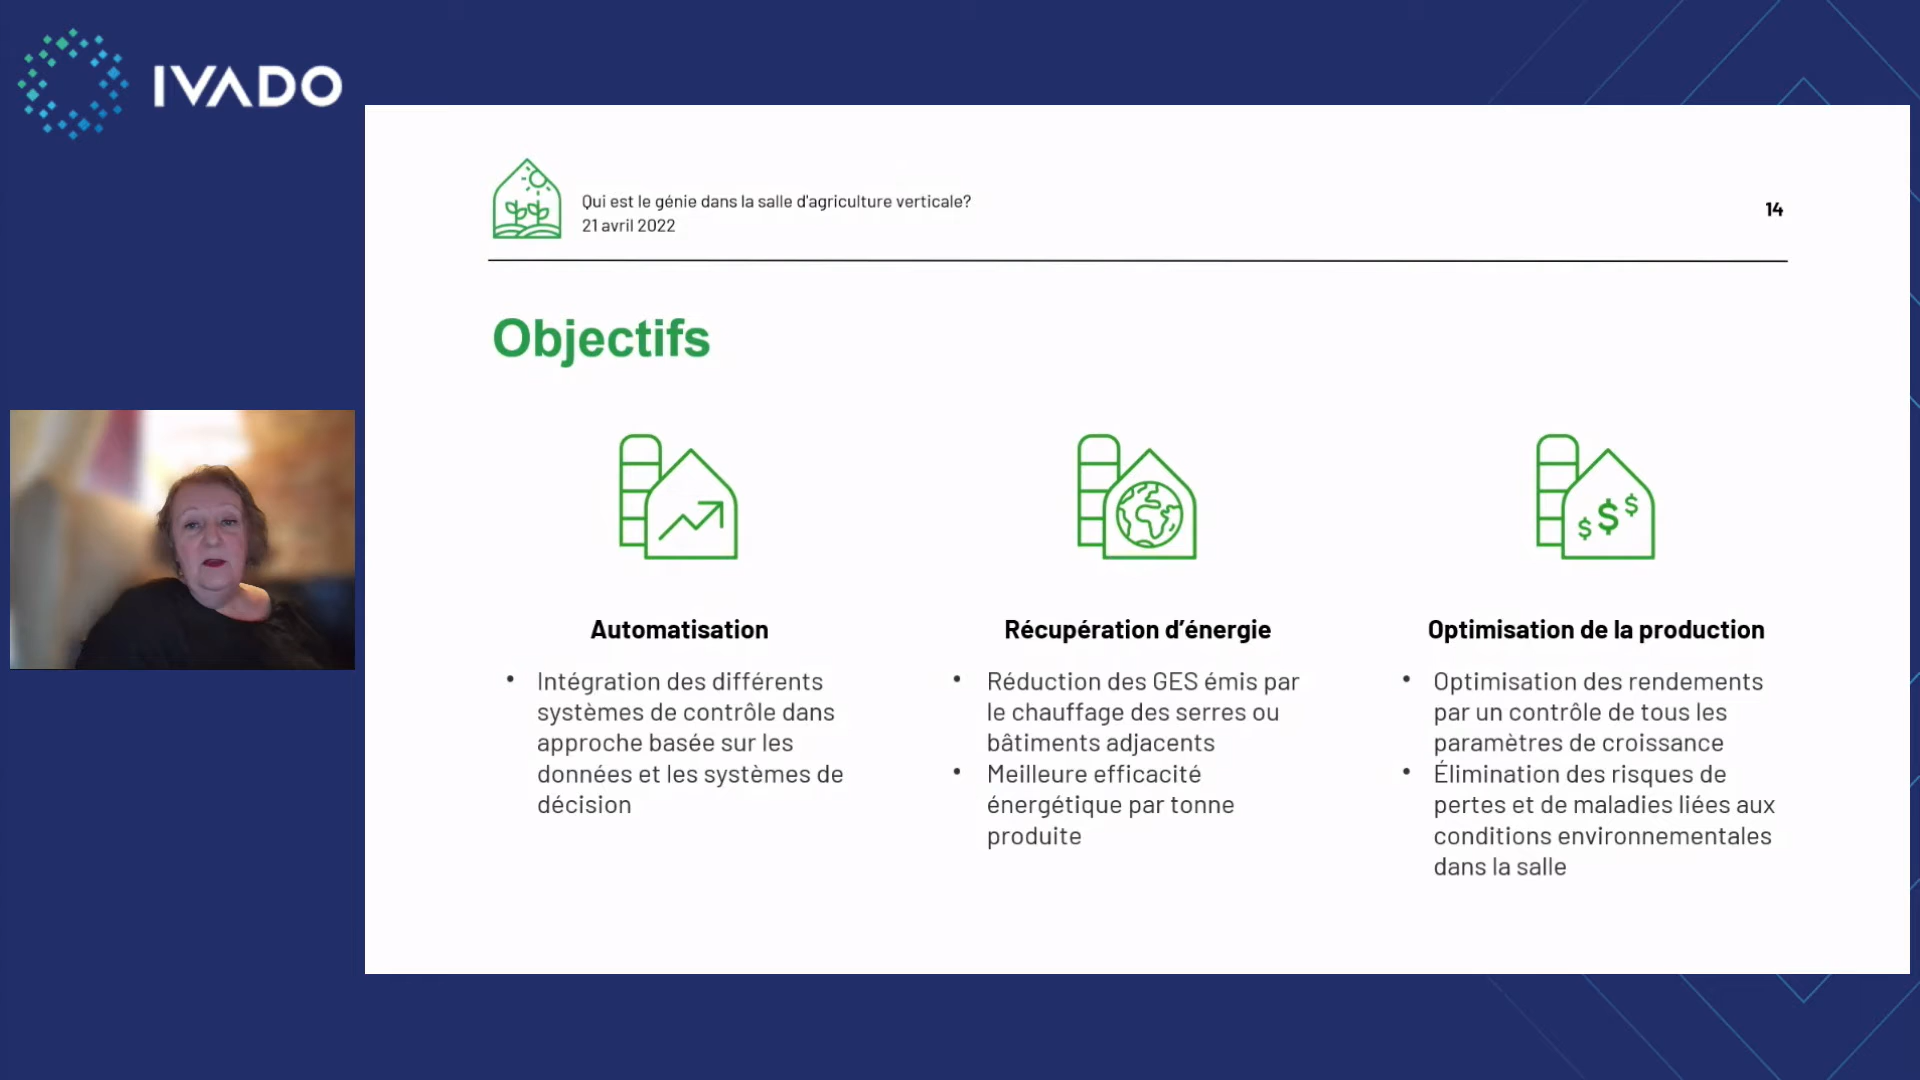 IVADO
Qui est le génie dans la salle d'agriculture verticale?
21 avril 2022
14
Objectifs
$ $ $
Automatisation
• Intégration des différents
systèmes de contrôle dans
approche basée sur les
données et les systèmes de
décision
Récupération d’énergie
• Réduction des GES émis par
le chauffage des serres ou
bâtiments adjacents
• Meilleure efficacité
énergétique par tonne
produite
Optimisation de la production
• Optimisation des rendements
par un contrôle de tous les
paramètres de croissance
• Élimination des risques de
pertes et de maladies liées aux
conditions environnementales
dans la salle